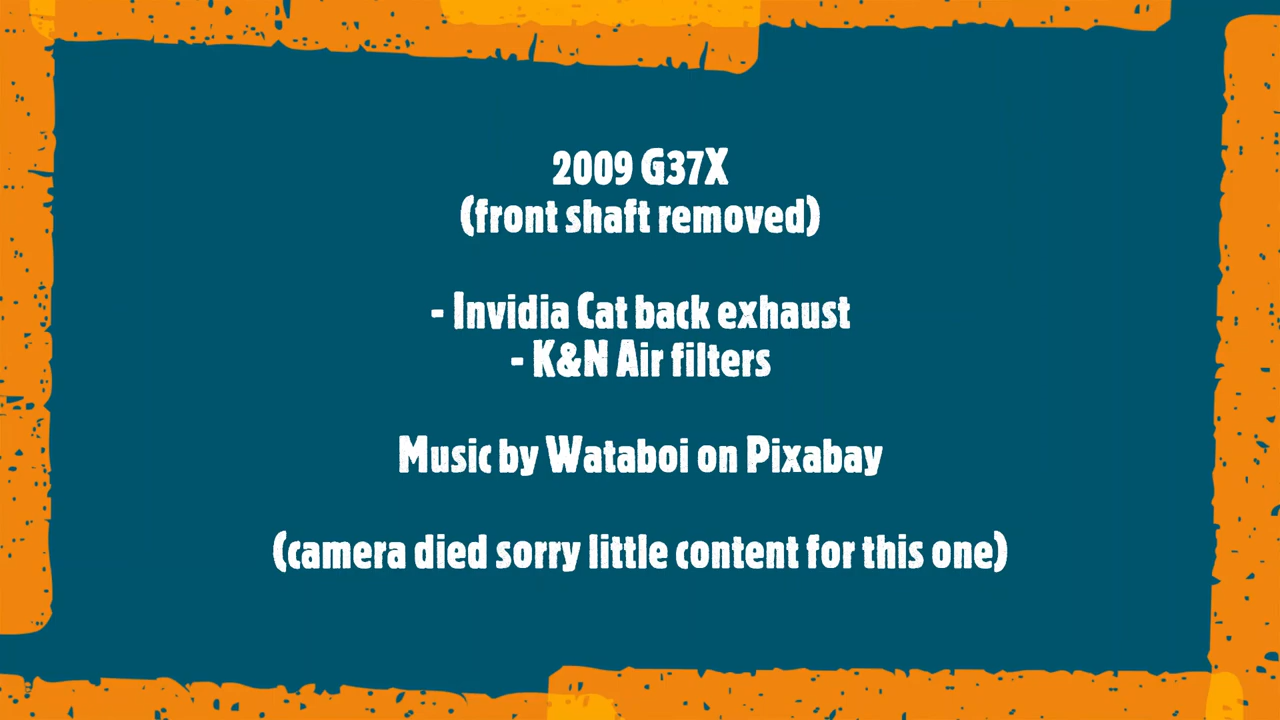 2009 G37X
(front shaft removed)
- Invidia Cat back exhaust
- K&N Air filters
Music by Wataboi on Pixabay
(camera died sorry little content for this one)